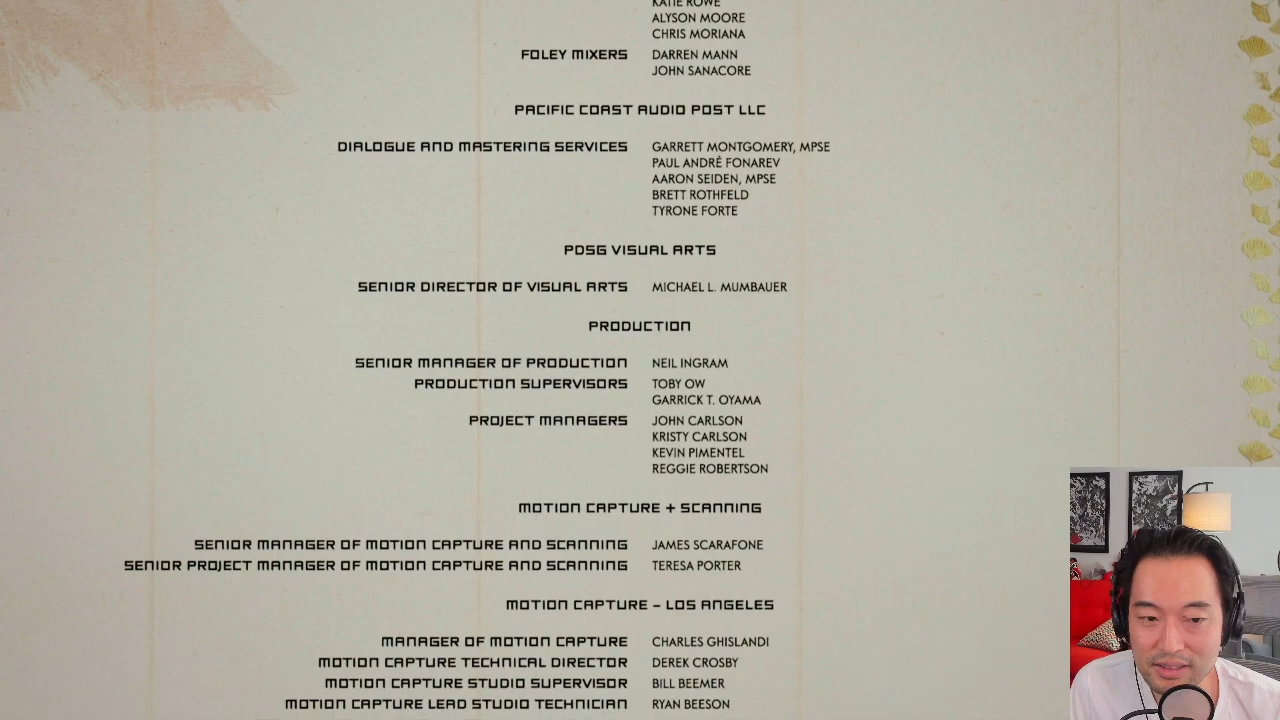 KATIE ROWE
ALYSON MOORE
CHRIS MORIANA
FOLEY MIXERS DARREN MANN
JOHN SANACORE
PACIFIC COAST AUDIO POST LLC
DIALOGUE AND MASTERING SERVICES GARRETT MONTGOMERY, MPSE
PAUL ANDRÉ FONAREV
AARON SEIDEN, MPSE
BRETT ROTHFELD
TYRONE FORTE
PDSG VISUAL ARTS
SENIOR DIRECTOR OF VISUAL ARTS MICHAEL L. MUMBAUER
PRODUCTION
SENIOR MANAGER OF PRODUCTION NEIL INGRAM
PRODUCTION SUPERVISORS TOBY OW
GARRICK T. OYAMA
PROJECT MANAGERS JOHN CARLSON
KRISTY CARLSON
KEVIN PIMENTEL
REGGIE ROBERTSON
MOTION CAPTURE + SCANNING
SENIOR MANAGER OF MOTION CAPTURE AND SCANNING JAMES SCARAFONE
SENIOR PROJECT MANAGER OF MOTION CAPTURE AND SCANNING TERESA PORTER
MOTION CAPTURE – LOS ANGELES
MANAGER OF MOTION CAPTURE CHARLES GHISLANDI
MOTION CAPTURE TECHNICAL DIRECTOR DEREK CROSBY
MOTION CAPTURE STUDIO SUPERVISOR BILL BEEMER
MOTION CAPTURE LEAD STUDIO TECHNICIAN RYAN BEESON